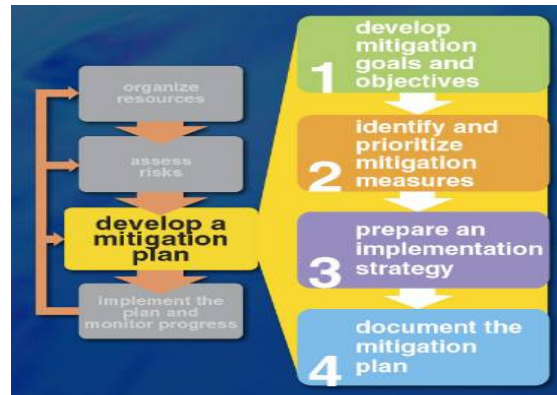 organize
resources
assess
risks
develop a
mitigation
plan
implement the
plan and
monitor progress
1
develop
mitigation
goals and
objectives
2
identify and
prioritize
mitigation
measures
3
prepare an
implementation
strategy
4
document the
mitigation
plan